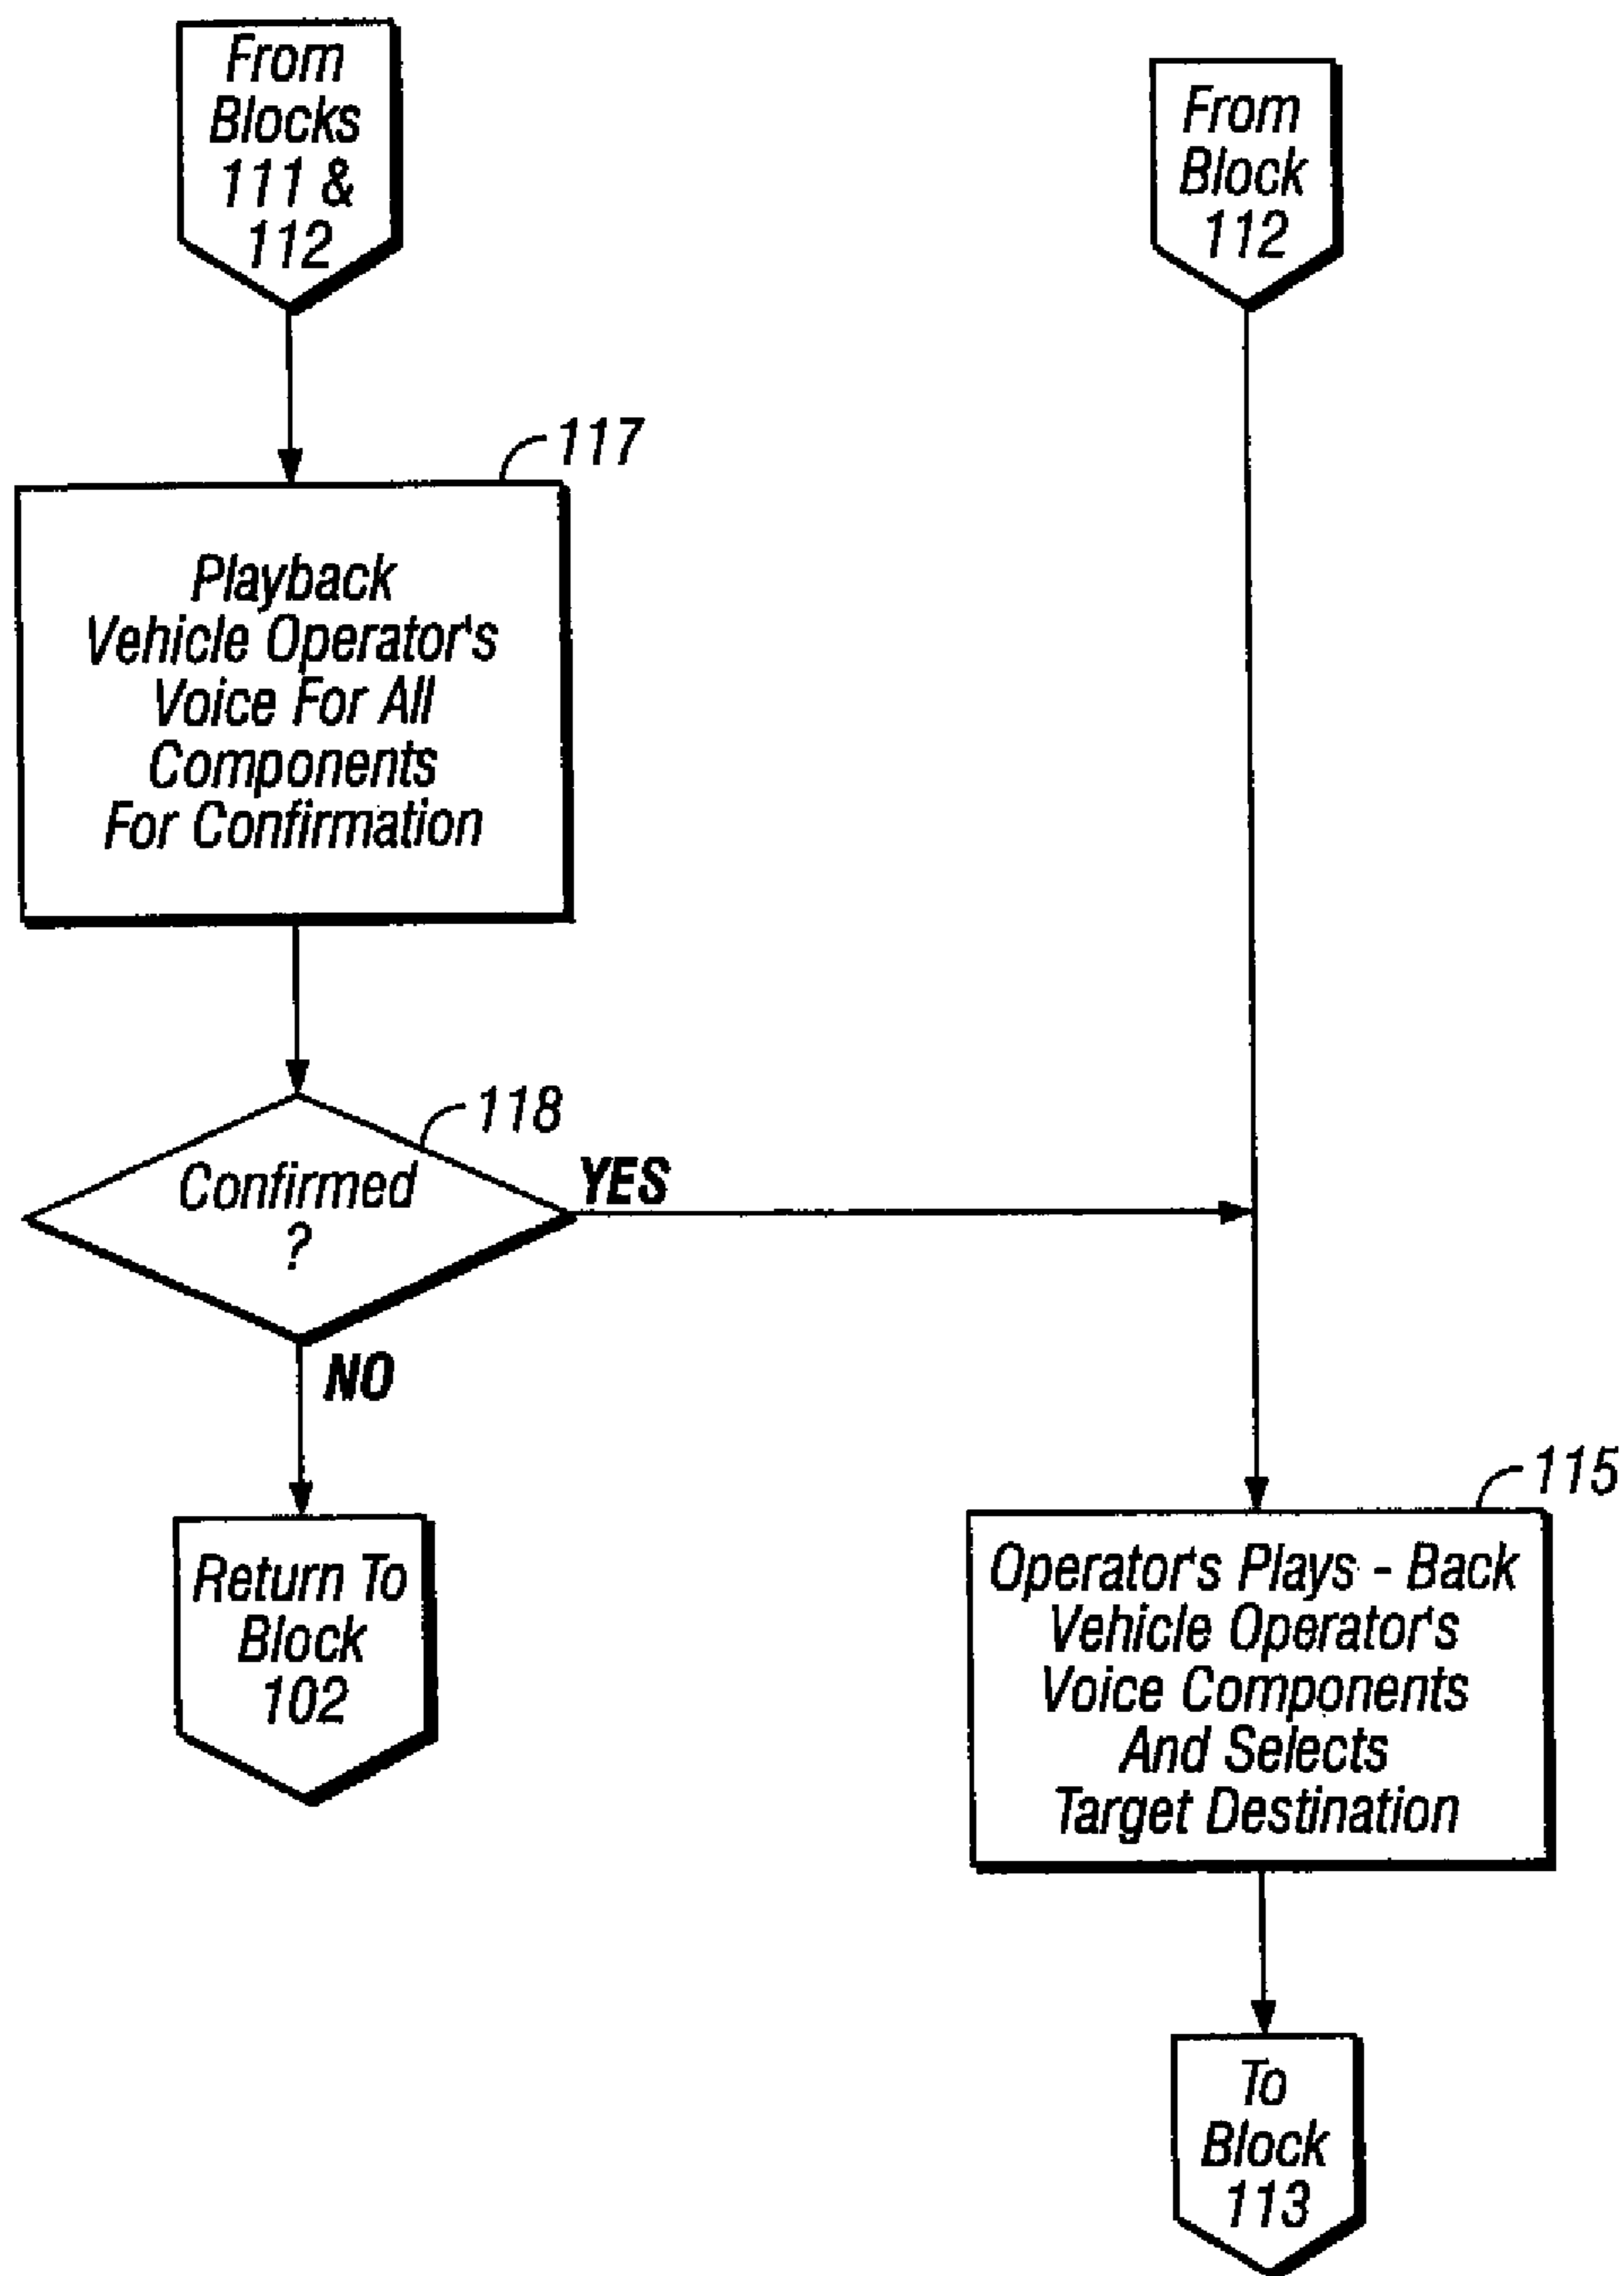 From
Blocks
111 &
112
From
Block
112
117
Playback
Vehicle Operator's
Voice For All
Components
For Confirmation
118
Confirmed
?
YES
NO
Return To
Block
102
115
Operator's Plays - Back
Vehicle Operator's
Voice Components
And Selects
Target Destination
To
Block
113